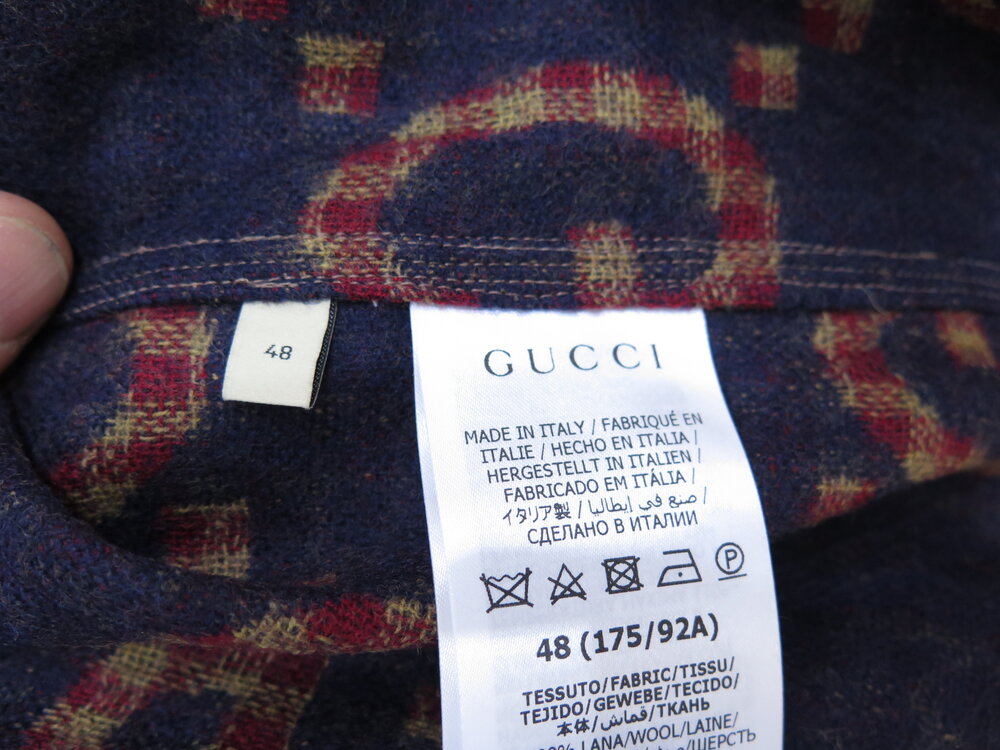 48
GUCCI
MADE IN ITALY / FABRIQUÉ EN
ITALIE / HECHO EN ITALIA /
HERGESTELLT IN ITALIEN /
FABRICADO EM ITÁLIA /
イタリア製 / صنع في إيطاليا /
СДЕЛАНО В ИТАЛИИ
P
48 (175/92A)
TESSUTO/FABRIC/TISSU/
TEJIDO/GEWEBE/TECIDO/
本体/قماش/ТКАНЬ
LANA/WOOL/LAINE/
ШЕРСТЬ